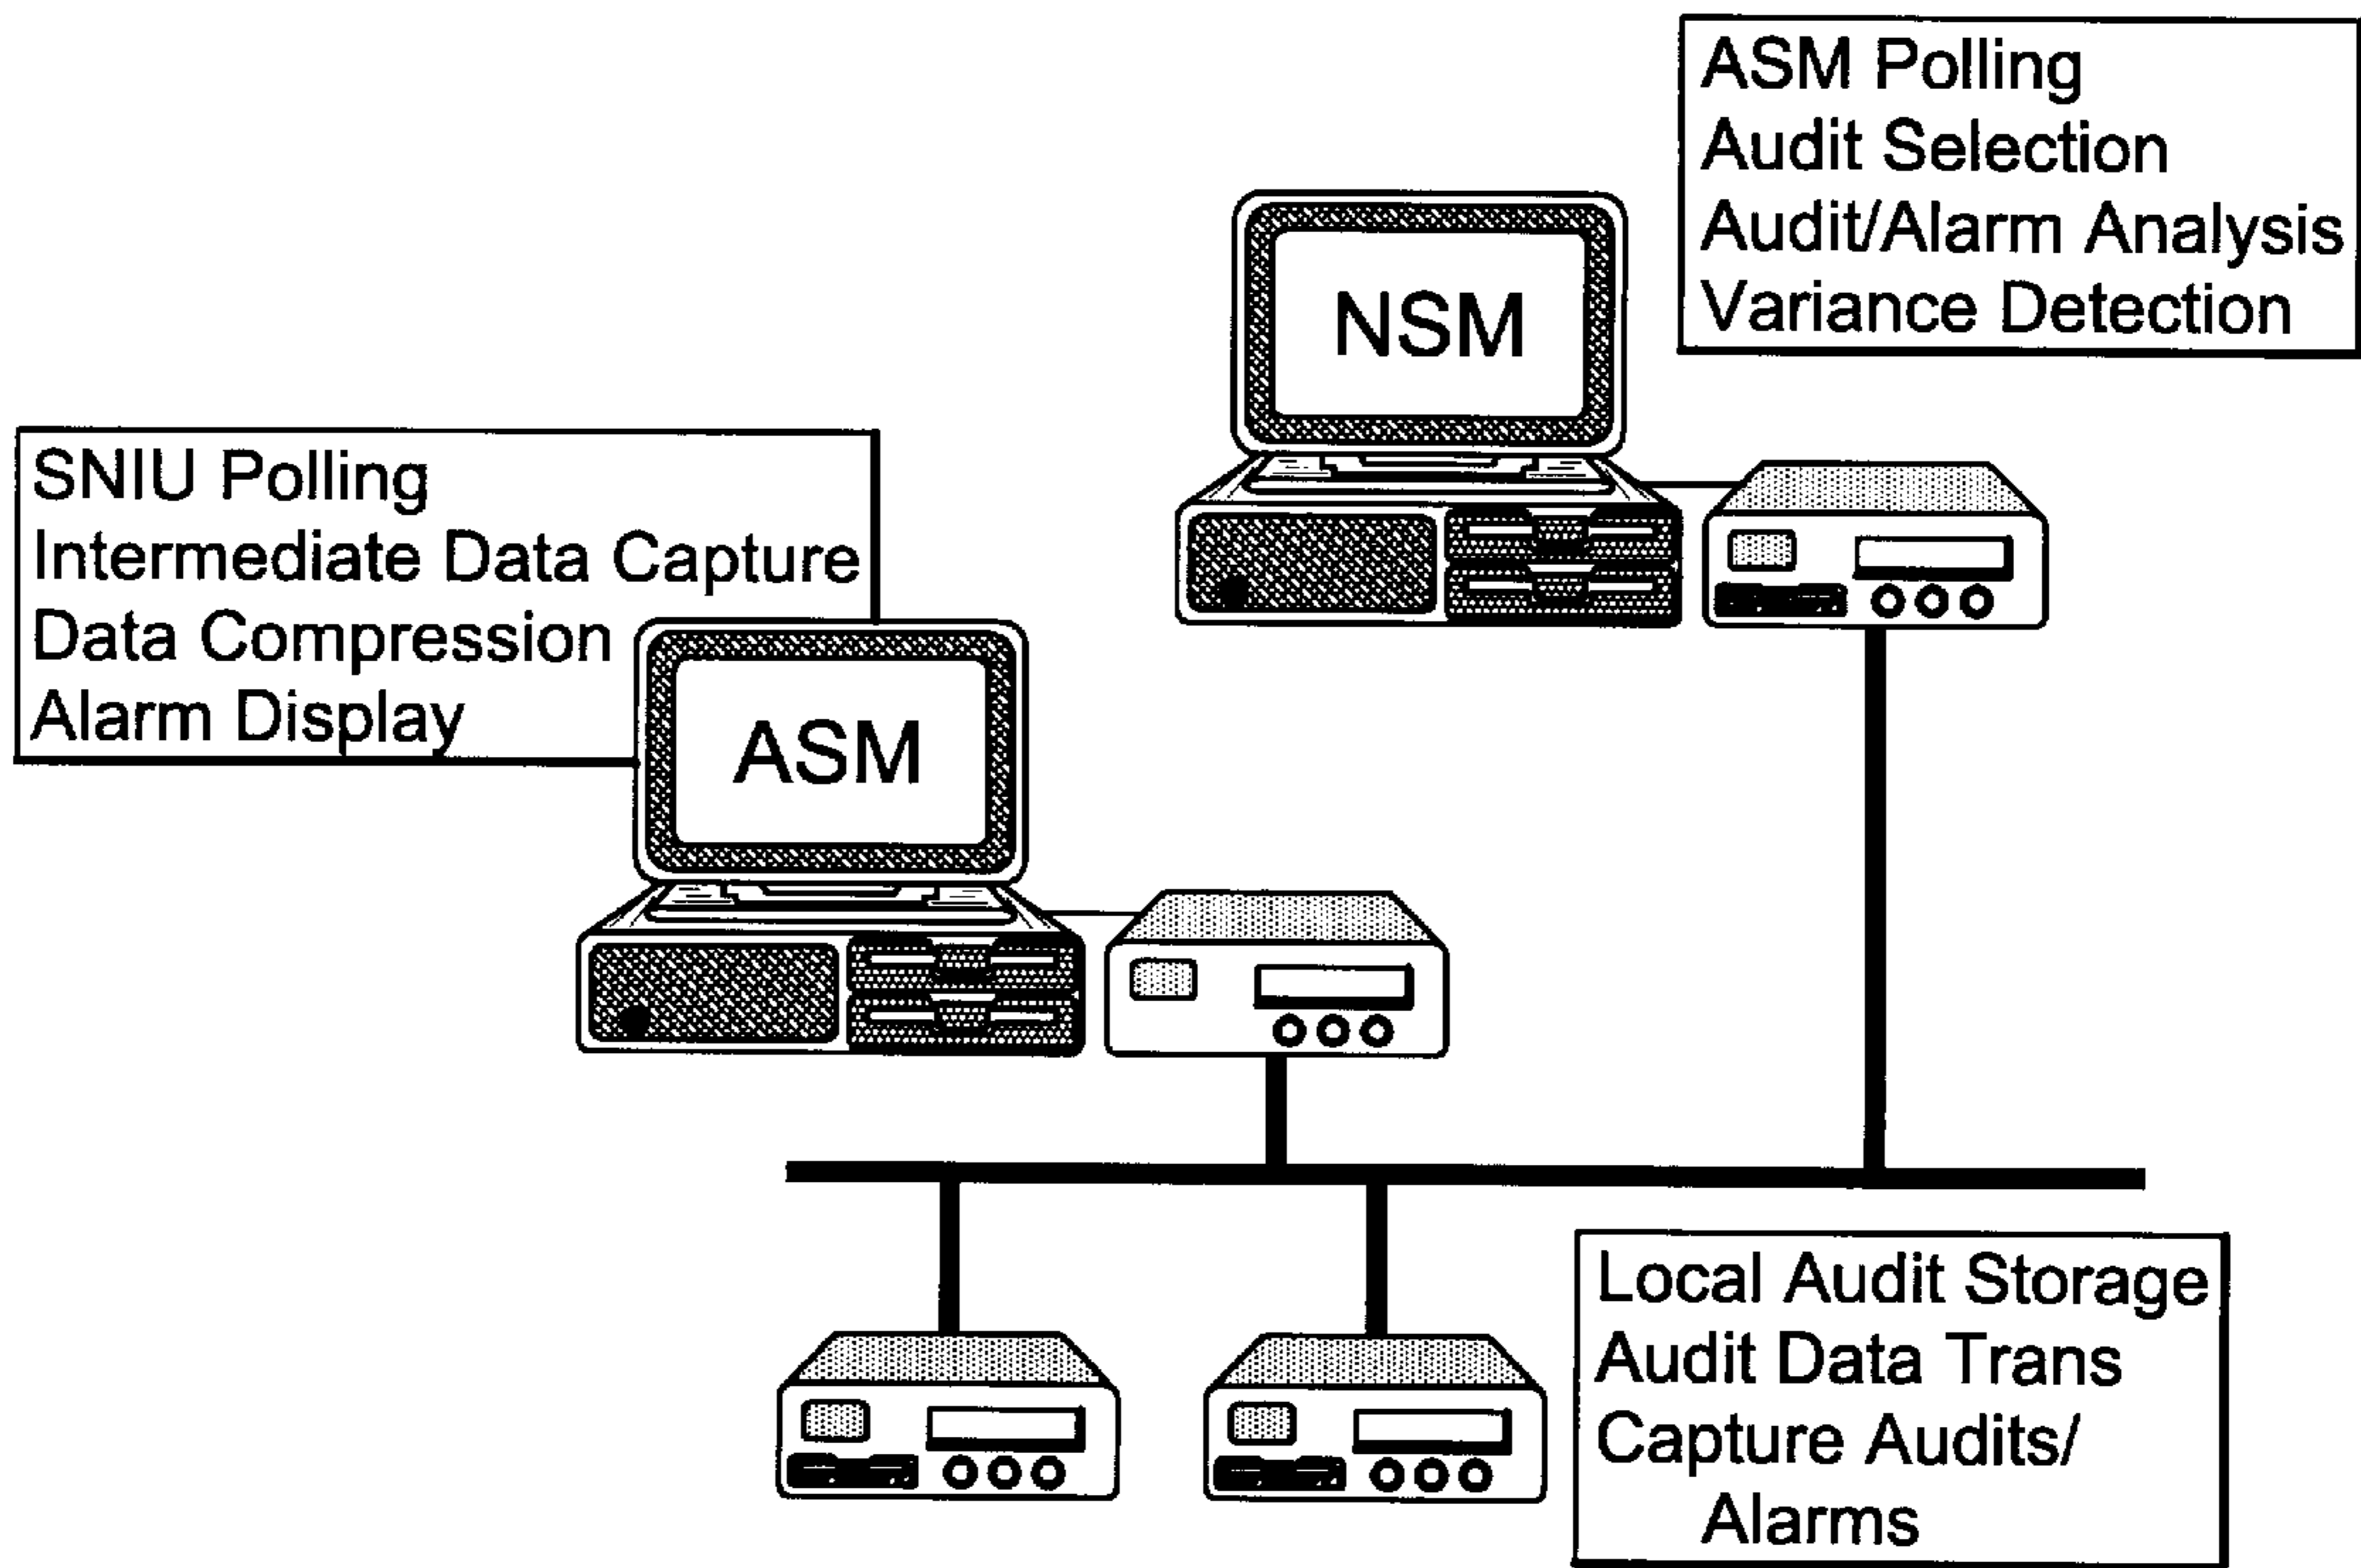 ASM Polling
Audit Selection
Audit/Alarm Analysis
Variance Detection
NSM
SNIU Polling
Intermediate Data Capture
Data Compression
Alarm Display
ASM
Local Audit Storage
Audit Data Trans
Capture Audits/
Alarms